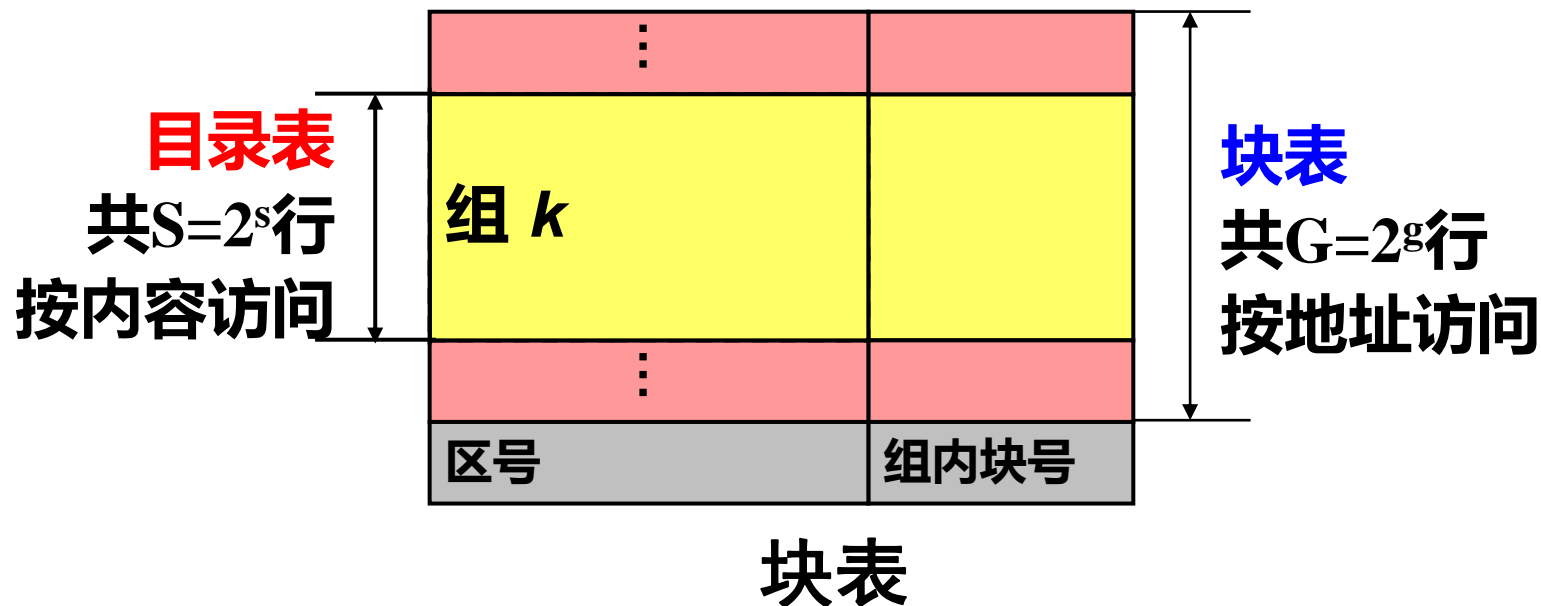 ⋮
目录表
共S=2ˢ行
按内容访问
组 k
块表
共G=2ᵍ行
按地址访问
⋮
区号
组内块号
块表